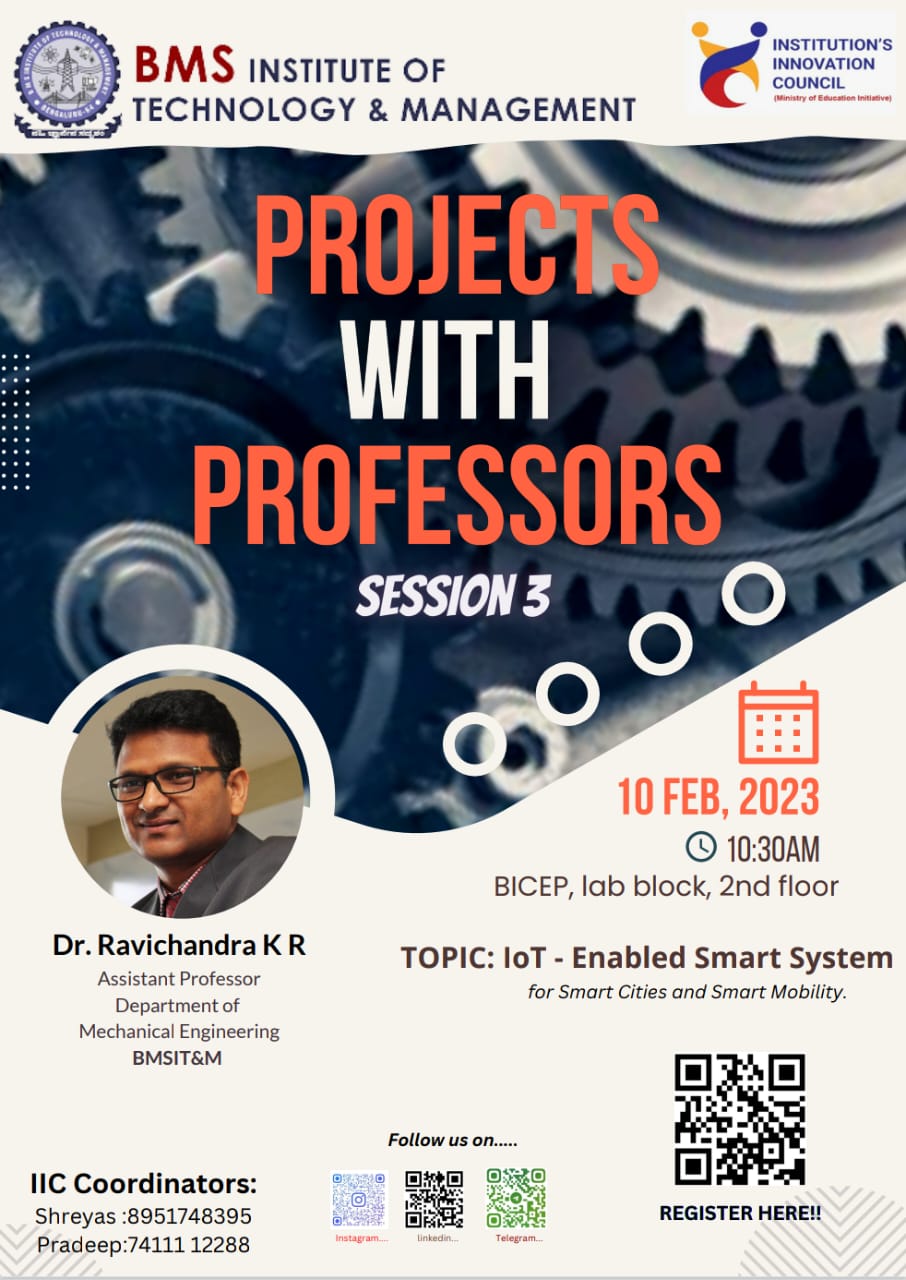 BMS INSTITUTE OF
TECHNOLOGY & MANAGEMENT
INSTITUTION'S
INNOVATION
COUNCIL
(Ministry of Education Initiative)
PROJECTS
WITH
PROFESSORS
SESSION 3
10 FEB, 2023
10:30AM
BICEP, lab block, 2nd floor
Dr. Ravichandra K R
Assistant Professor
Department of
Mechanical Engineering
BMSIT&M
TOPIC: IoT - Enabled Smart System
for Smart Cities and Smart Mobility.
Follow us on.....
Instagram....
linkedin...
Telegram...
IIC Coordinators:
Shreyas :8951748395
Pradeep:74111 12288
REGISTER HERE!!